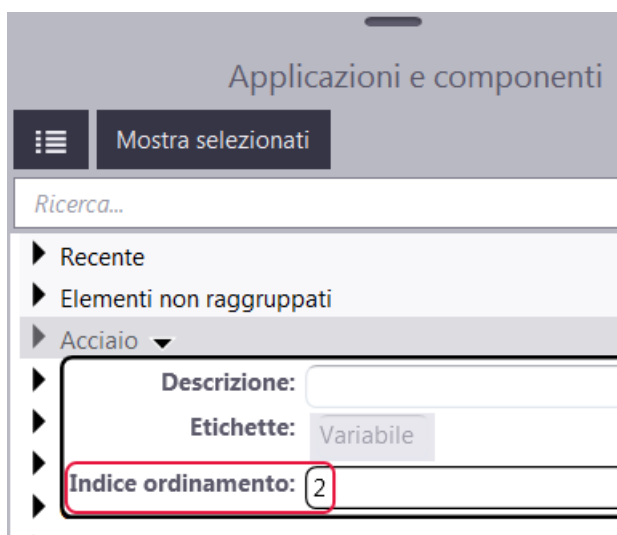 Applicazioni e componenti
Mostra selezionati
Ricerca...
Recente
Elementi non raggruppati
Acciaio
Descrizione:
Etichette: Variabile
Indice ordinamento: 2